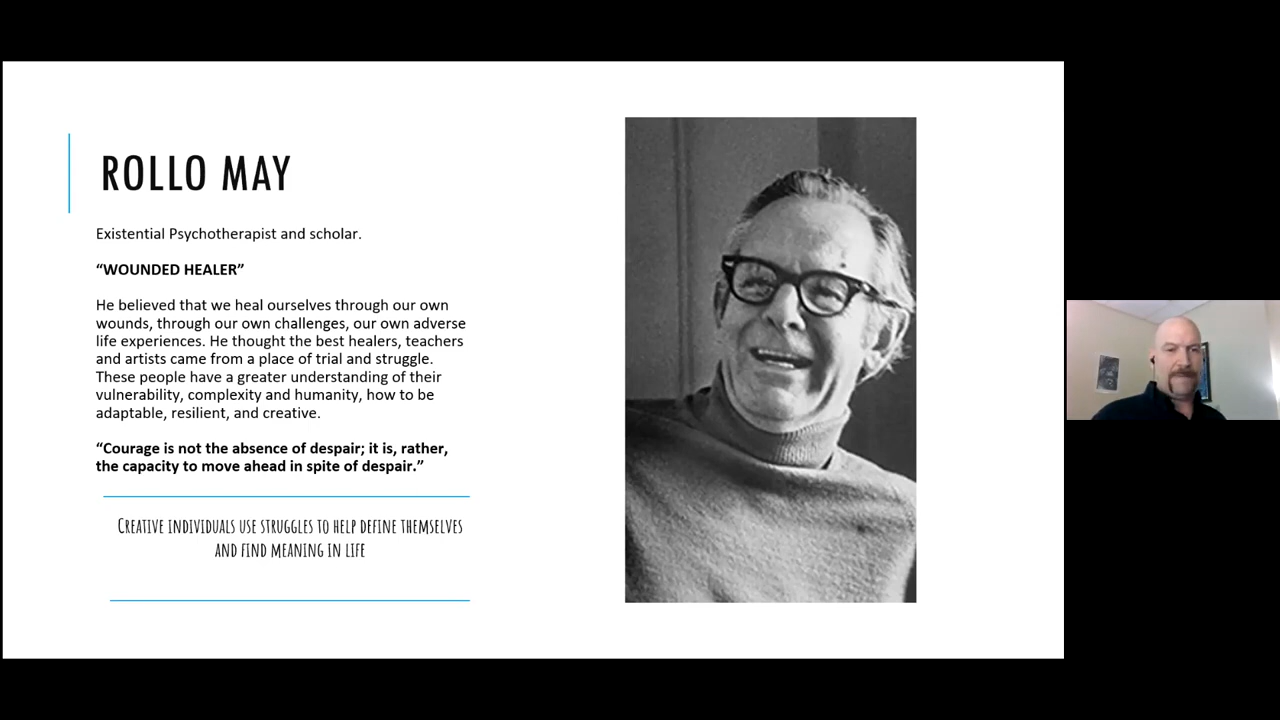 ROLLO MAY
Existential Psychotherapist and scholar.
“WOUNDED HEALER”
He believed that we heal ourselves through our own
wounds, through our own challenges, our own adverse
life experiences. He thought the best healers, teachers
and artists came from a place of trial and struggle.
These people have a greater understanding of their
vulnerability, complexity and humanity, how to be
adaptable, resilient, and creative.
“Courage is not the absence of despair; it is, rather,
the capacity to move ahead in spite of despair.”
Creative individuals use struggles to help define themselves
and find meaning in life